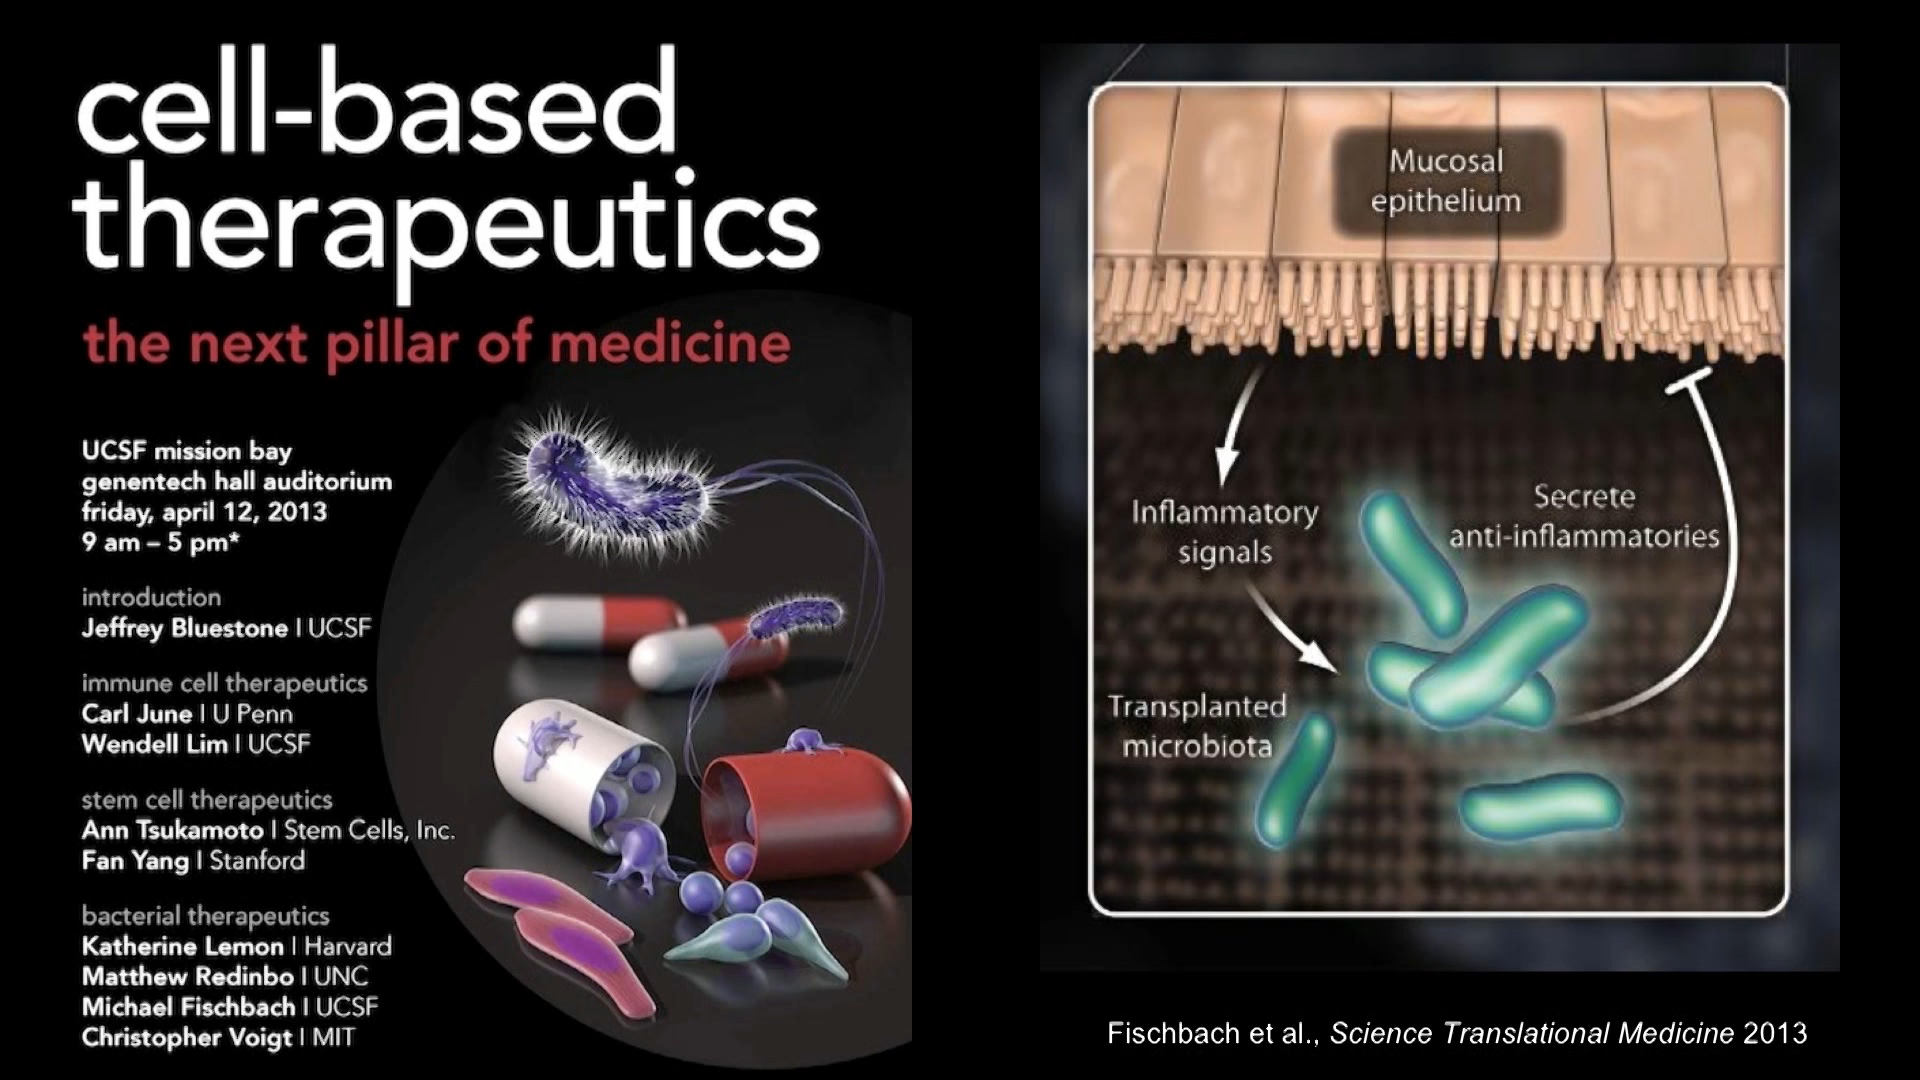 cell-based
therapeutics
the next pillar of medicine
UCSF mission bay
genentech hall auditorium
friday, april 12, 2013
9 am – 5 pm*
introduction
Jeffrey Bluestone | UCSF
immune cell therapeutics
Carl June | U Penn
Wendell Lim | UCSF
stem cell therapeutics
Ann Tsukamoto | Stem Cells, Inc.
Fan Yang | Stanford
bacterial therapeutics
Katherine Lemon | Harvard
Matthew Redinbo | UNC
Michael Fischbach | UCSF
Christopher Voigt | MIT
Mucosal
epithelium
Inflammatory
signals
Secrete
anti-inflammatories
Transplanted
microbiota
Fischbach et al., Science Translational Medicine 2013